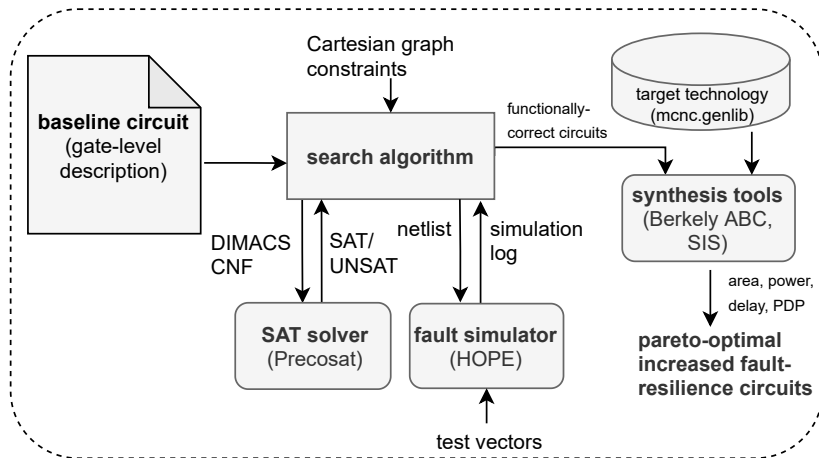 Cartesian graph
constraints
baseline circuit
(gate-level
description)
search algorithm
functionally-
correct circuits
target technology
(mcnc.genlib)
synthesis tools
(Berkely ABC,
SIS)
DIMACS
CNF
SAT/
UNSAT
netlist
simulation
log
SAT solver
(Precosat)
fault simulator
(HOPE)
test vectors
area, power,
delay, PDP
pareto-optimal
increased fault-
resilience circuits